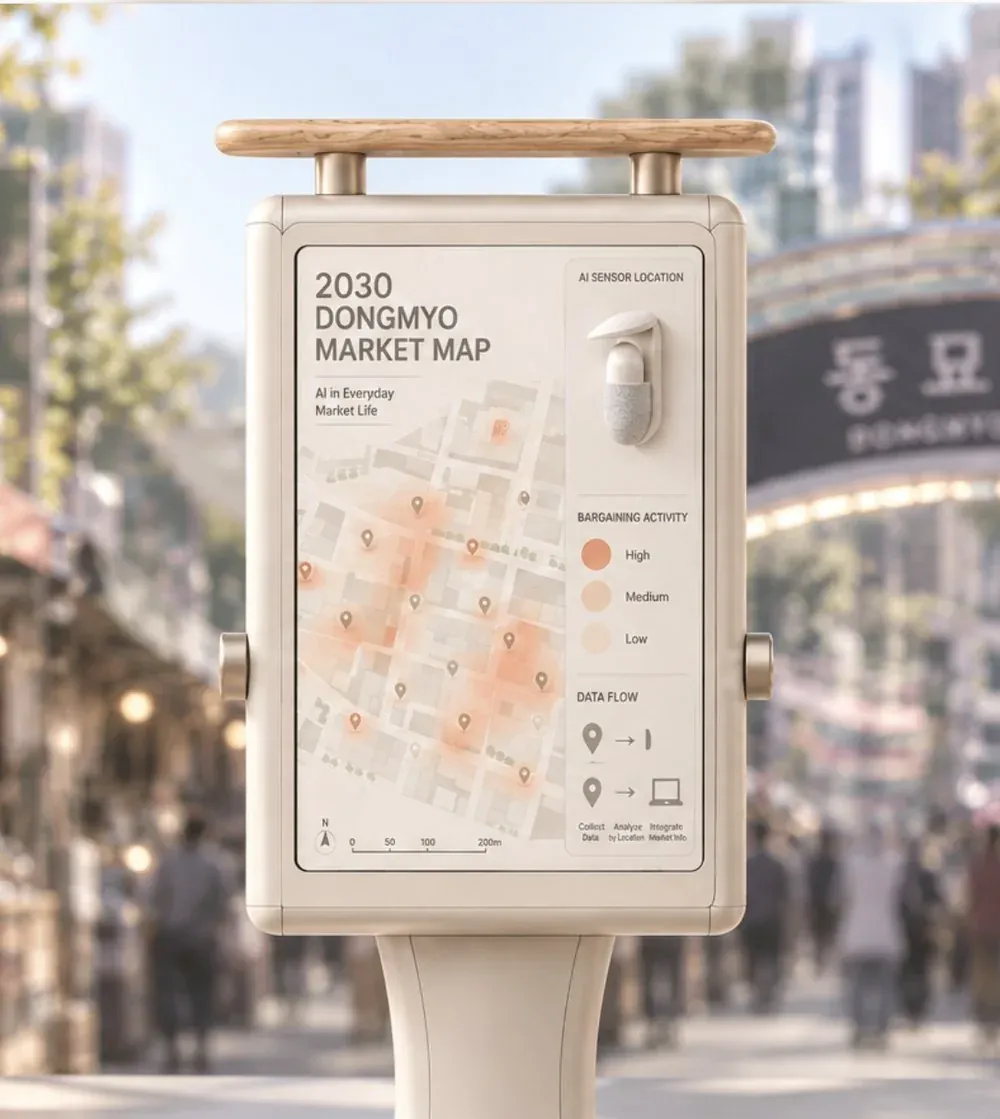 2030
DONGMYO
MARKET MAP
AI in Everyday
Market Life
N
0 50 100 200m
AI SENSOR LOCATION
BARGAINING ACTIVITY
High
Medium
Low
DATA FLOW
Collect Analyze Integrate
Data by Location Market Info
동묘
DONGMYO